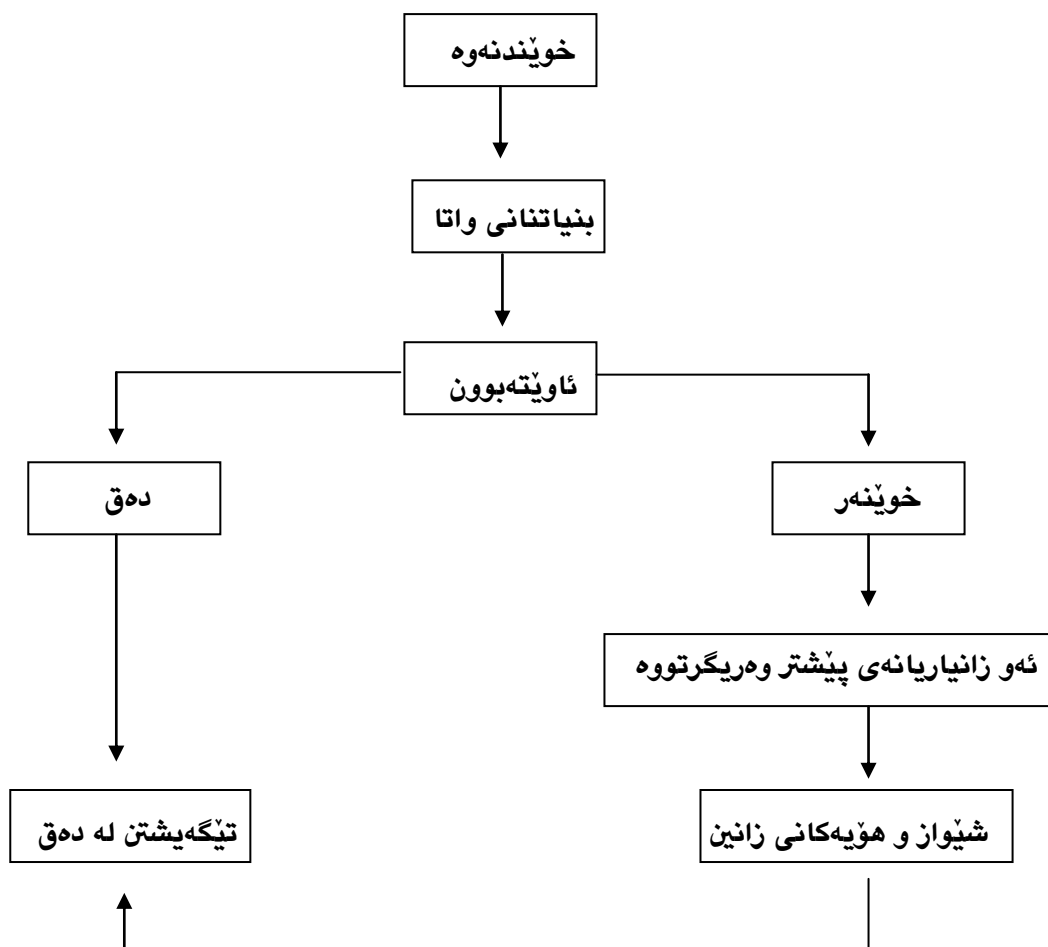 خوێندنەوە
بنیاتنانی واتا
ئاوێتەبوون
خوێنەر
دەق
ئەو زانیاریانەی پێشتر وەریگرتووە
شێواز و هۆیەکانی زانین
تێگەیشتن لە دەق